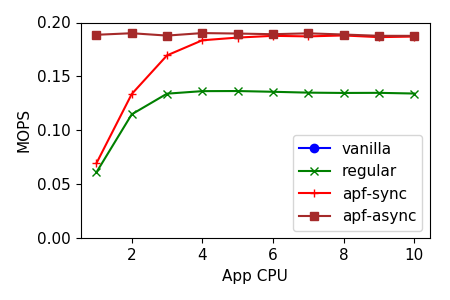 0.20
0.15
0.10
0.05
0.00
MOPS
vanilla
regular
apf-sync
apf-async
2 4 6 8 10
App CPU